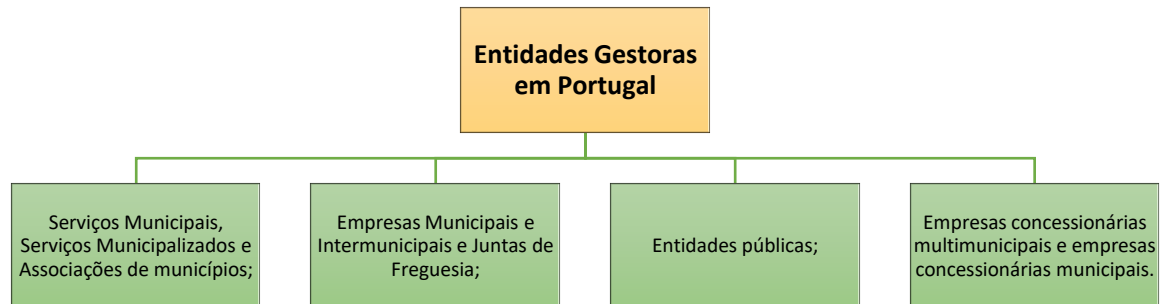 Entidades Gestoras
em Portugal
Serviços Municipais,
Serviços Municipalizados e
Associações de municípios;
Empresas Municipais e
Intermunicipais e Juntas de
Freguesia;
Entidades públicas;
Empresas concessionárias
multimunicipais e empresas
concessionárias municipais.